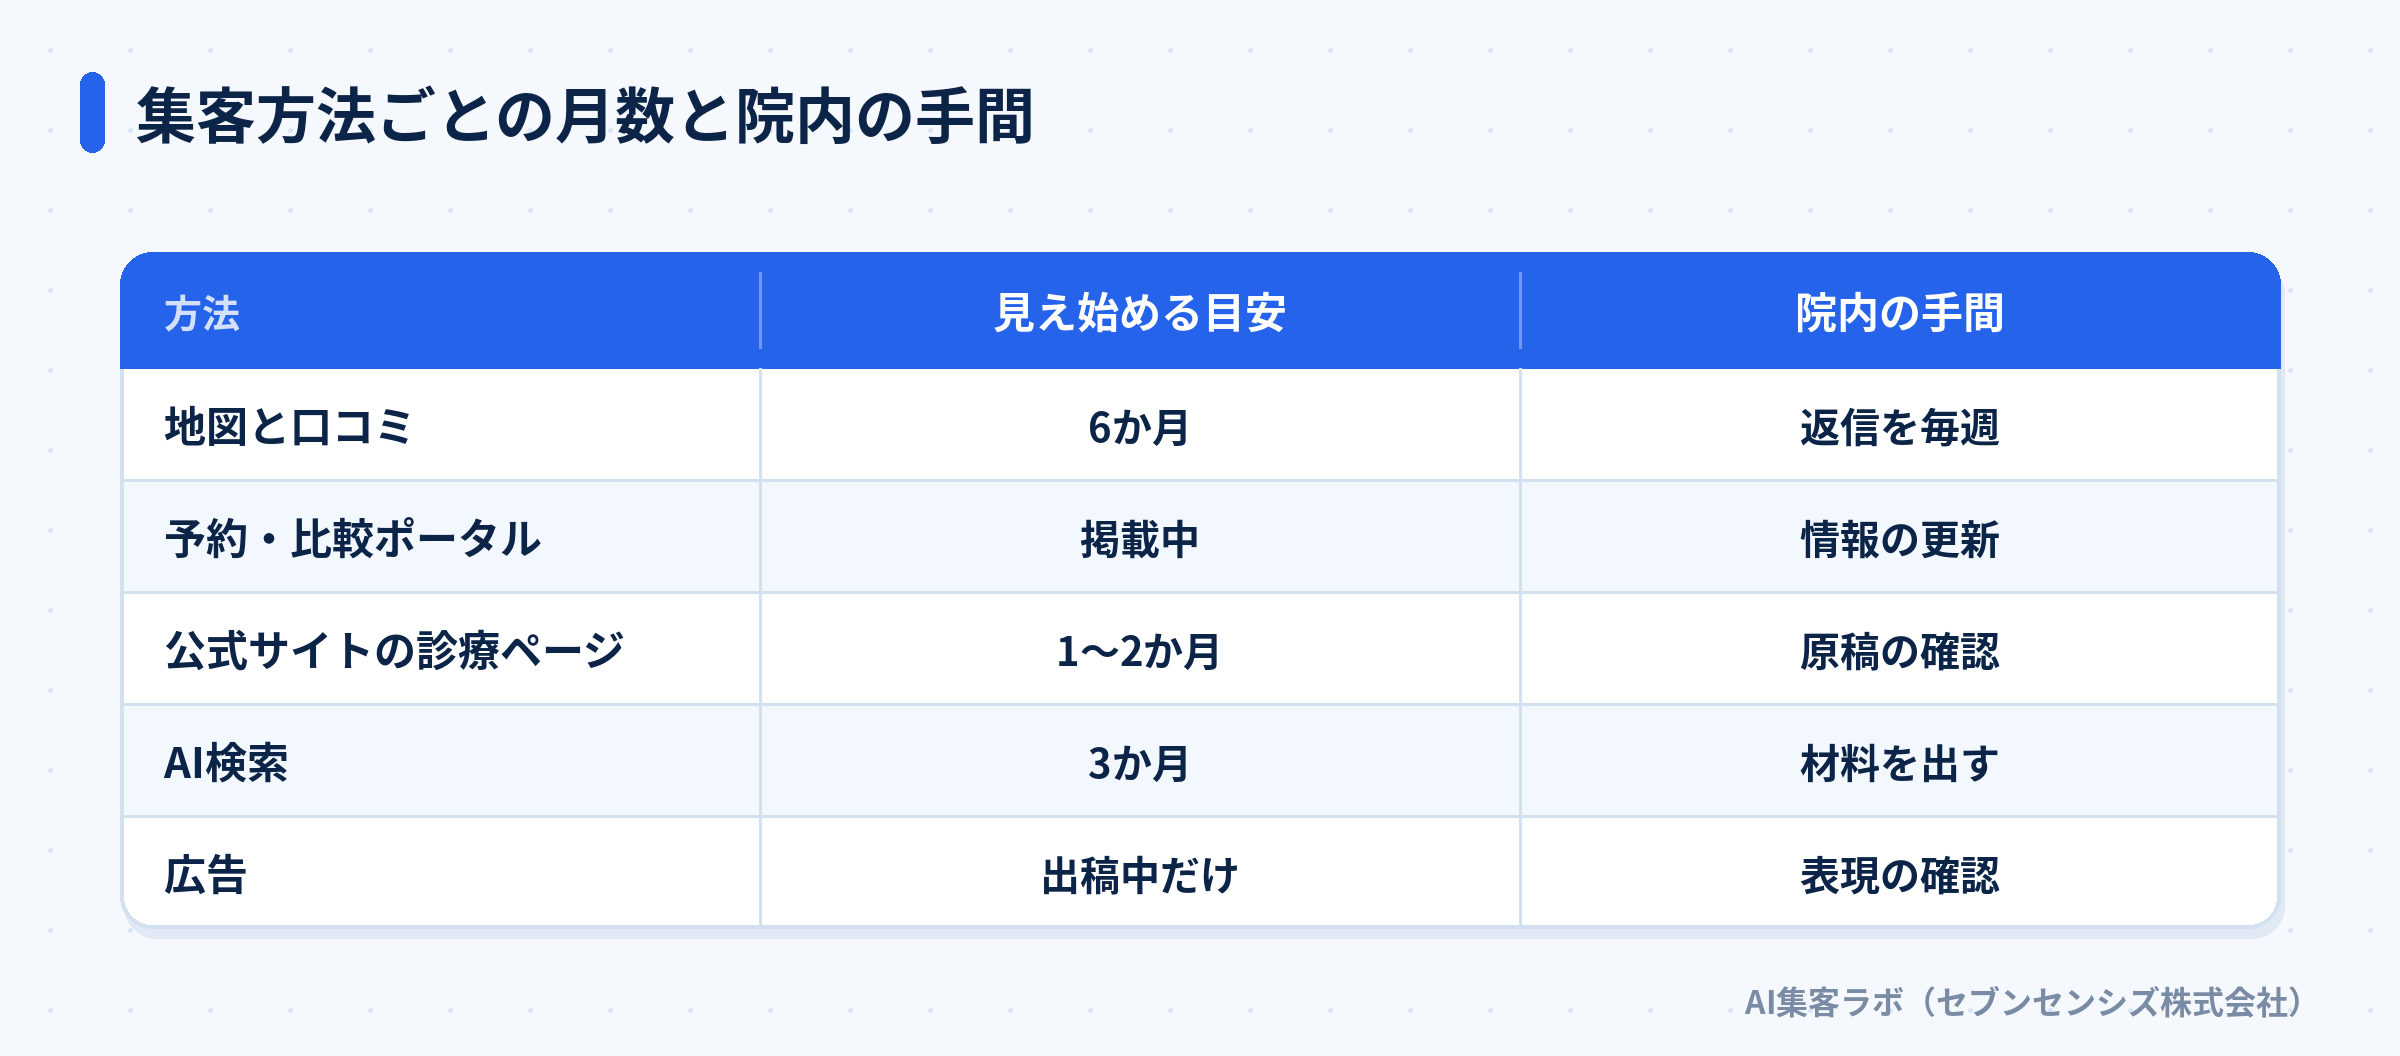 集客方法ごとの月数と院内の手間
方法 見え始める目安 院内の手間
地図と口コミ 6か月 返信を毎週
予約・比較ポータル 掲載中 情報の更新
公式サイトの診療ページ 1〜2か月 原稿の確認
AI検索 3か月 材料を出す
広告 出稿中だけ 表現の確認
AI集客ラボ（セブンセンシズ株式会社）